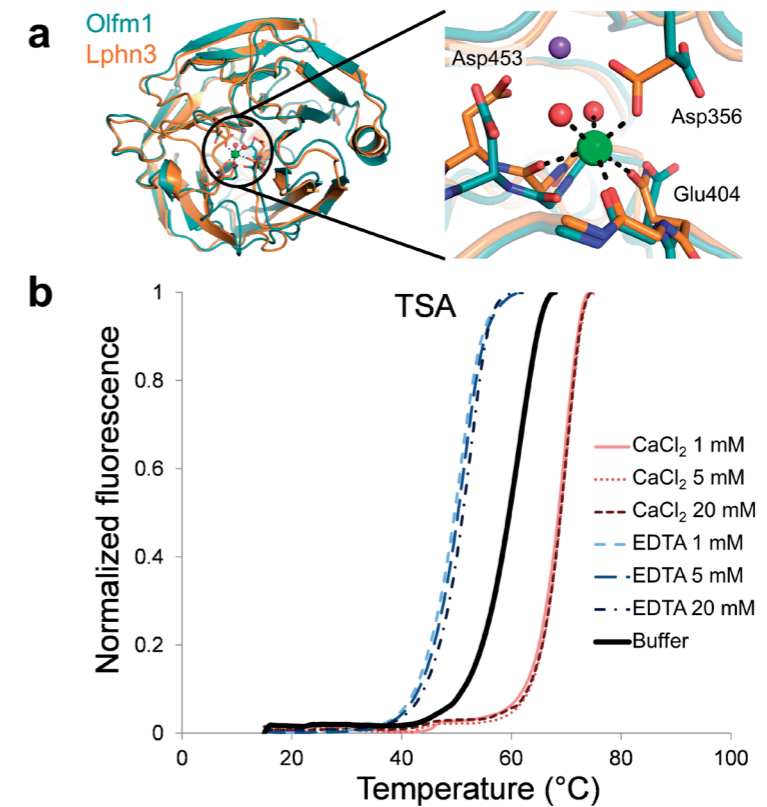 a
Olfm1
Lphn3
Asp453
Asp356
Glu404
b
TSA
Normalized fluorescence
1
0.8
0.6
0.4
0.2
0
0 20 40 60 80 100
Temperature (°C)
CaCl₂ 1 mM
CaCl₂ 5 mM
CaCl₂ 20 mM
EDTA 1 mM
EDTA 5 mM
EDTA 20 mM
Buffer